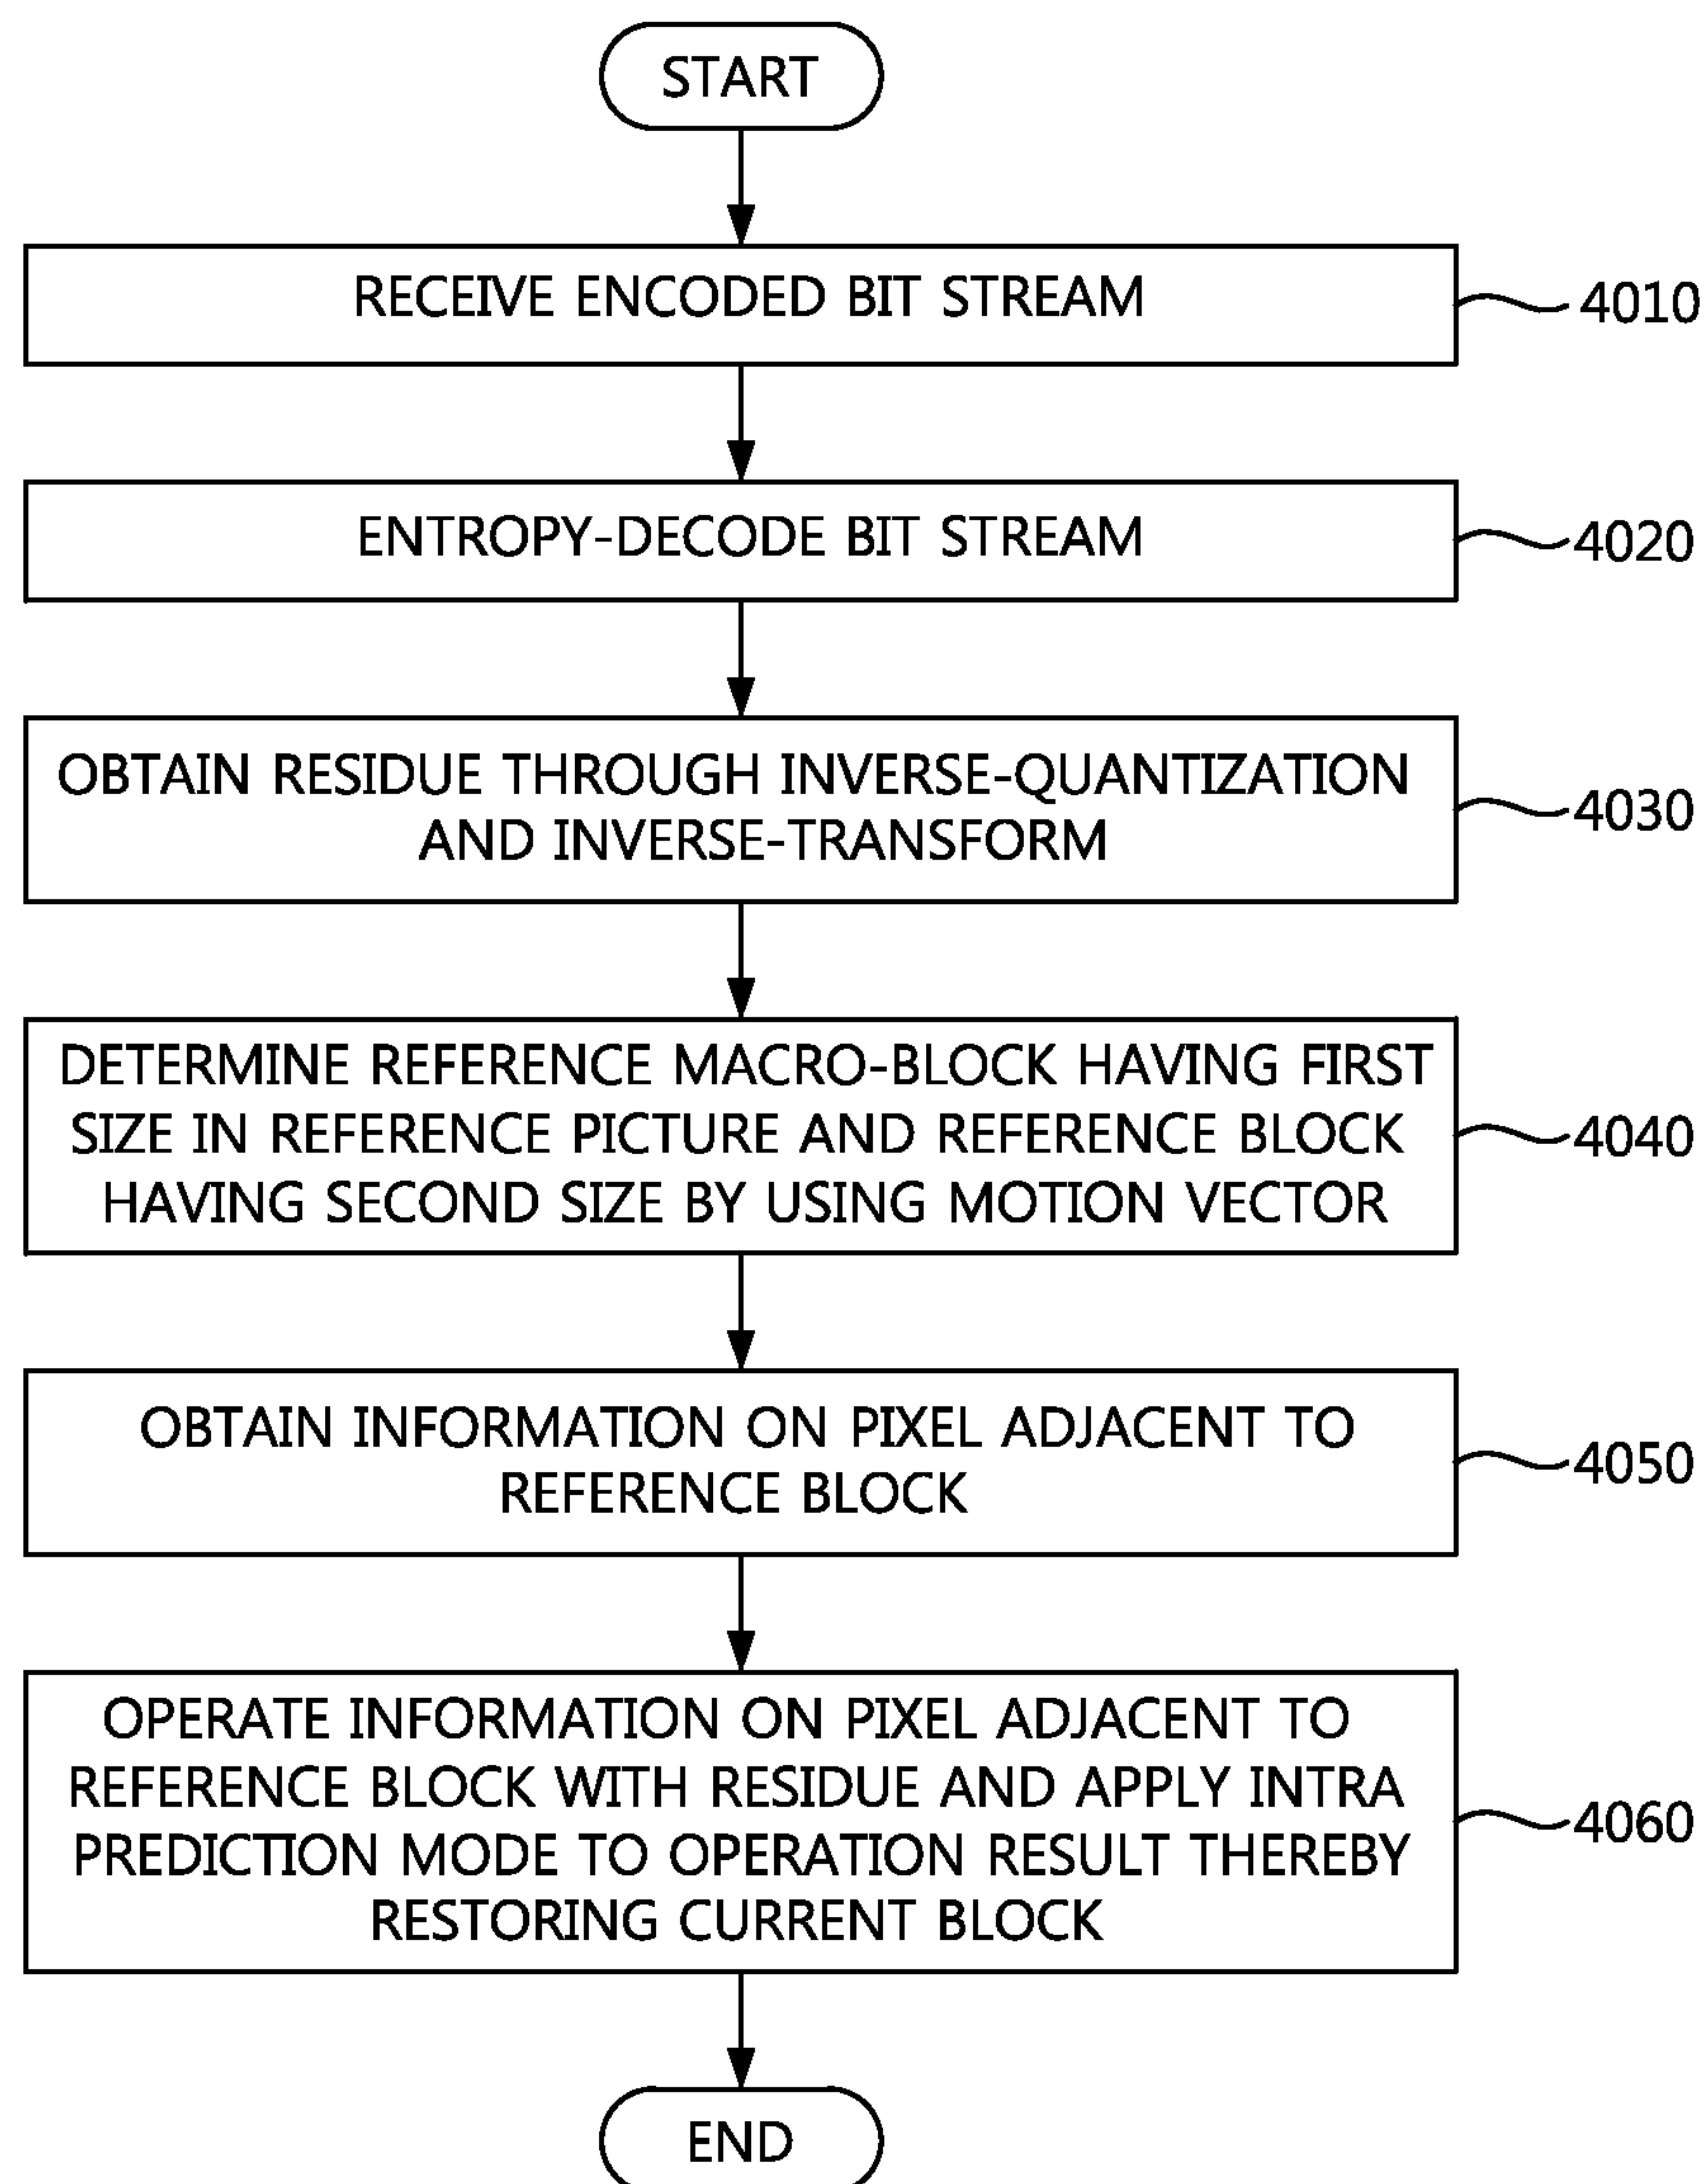 START
RECEIVE ENCODED BIT STREAM
4010
ENTROPY-DECODE BIT STREAM
4020
OBTAIN RESIDUE THROUGH INVERSE-QUANTIZATION
AND INVERSE-TRANSFORM
4030
DETERMINE REFERENCE MACRO-BLOCK HAVING FIRST
SIZE IN REFERENCE PICTURE AND REFERENCE BLOCK
HAVING SECOND SIZE BY USING MOTION VECTOR
4040
OBTAIN INFORMATION ON PIXEL ADJACENT TO
REFERENCE BLOCK
4050
OPERATE INFORMATION ON PIXEL ADJACENT TO
REFERENCE BLOCK WITH RESIDUE AND APPLY INTRA
PREDICTION MODE TO OPERATION RESULT THEREBY
RESTORING CURRENT BLOCK
4060
END